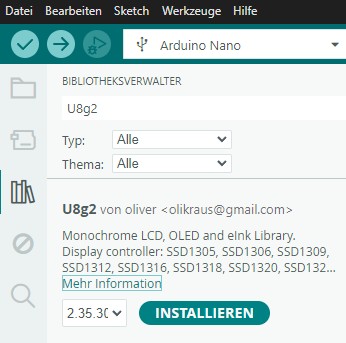 Datei Bearbeiten Sketch Werkzeuge Hilfe
Arduino Nano
BIBLIOTHEKSVERWALTER
U8g2
Typ: Alle
Thema: Alle
U8g2 von oliver <olikraus@gmail.com>
Monochrome LCD, OLED and eInk Library.
Display controller: SSD1305, SSD1306, SSD1309,
SSD1312, SSD1316, SSD1318, SSD1320, SSD132...
Mehr Information
2.35.30 INSTALLIEREN